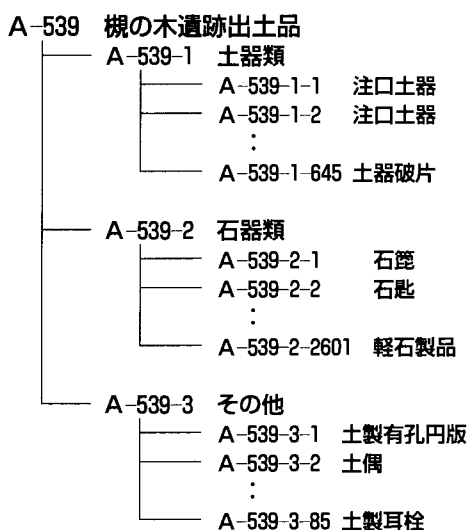 A-539 槻の木遺跡出土品
A-539-1 土器類
A-539-1-1 注口土器
A-539-1-2 注口土器
:
A-539-1-645 土器破片
A-539-2 石器類
A-539-2-1 石箆
A-539-2-2 石匙
:
A-539-2-2601 軽石製品
A-539-3 その他
A-539-3-1 土製有孔円版
A-539-3-2 土偶
:
A-539-3-85 土製耳栓